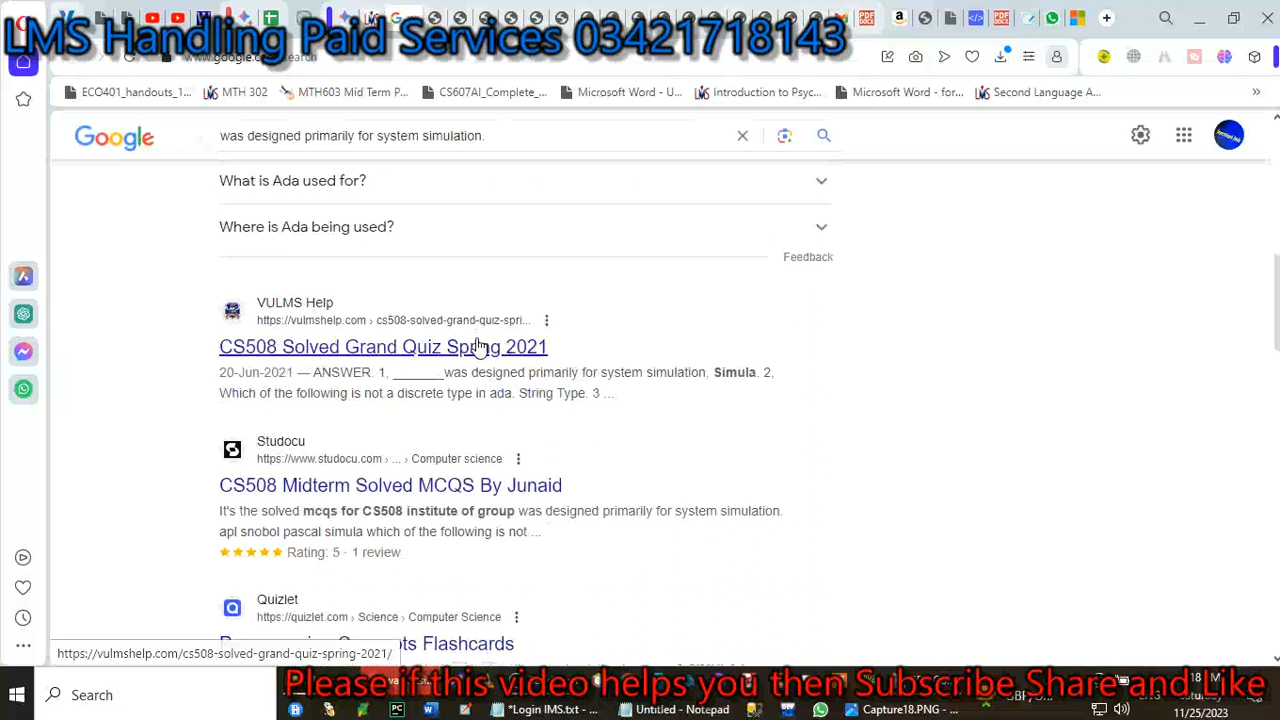 LMS Handling Paid Services 03421718143
ECO401_handouts_1...
MTH 302
MTH603 Mid Term P...
CS607AI_Complete_...
Microsoft Word - U...
Introduction to Psyc...
Microsoft Word - for...
Second Language A...
Google
was designed primarily for system simulation.
What is Ada used for?
Where is Ada being used?
Feedback
VULMS Help
https://vulmshelp.com › cs508-solved-grand-quiz-spri...
CS508 Solved Grand Quiz Spring 2021
20-Jun-2021 — ANSWER. 1, _______was designed primarily for system simulation, Simula. 2,
Which of the following is not a discrete type in ada. String Type. 3 ...
Studocu
https://www.studocu.com › ... › Computer science
CS508 Midterm Solved MCQS By Junaid
It's the solved mcqs for CS508 institute of group was designed primarily for system simulation.
apl snobol pascal simula which of the following is not ...
Rating: 5 · 1 review
Quizlet
https://quizlet.com › Science › Computer Science
Flashcards
https://vulmshelp.com/cs508-solved-grand-quiz-spring-2021/
Please if this video helps you then Subscribe Share and Like
Search
*Login IMS.txt - ...
Untitled - Notepad
Capture18.PNG - ...
11/25/2023